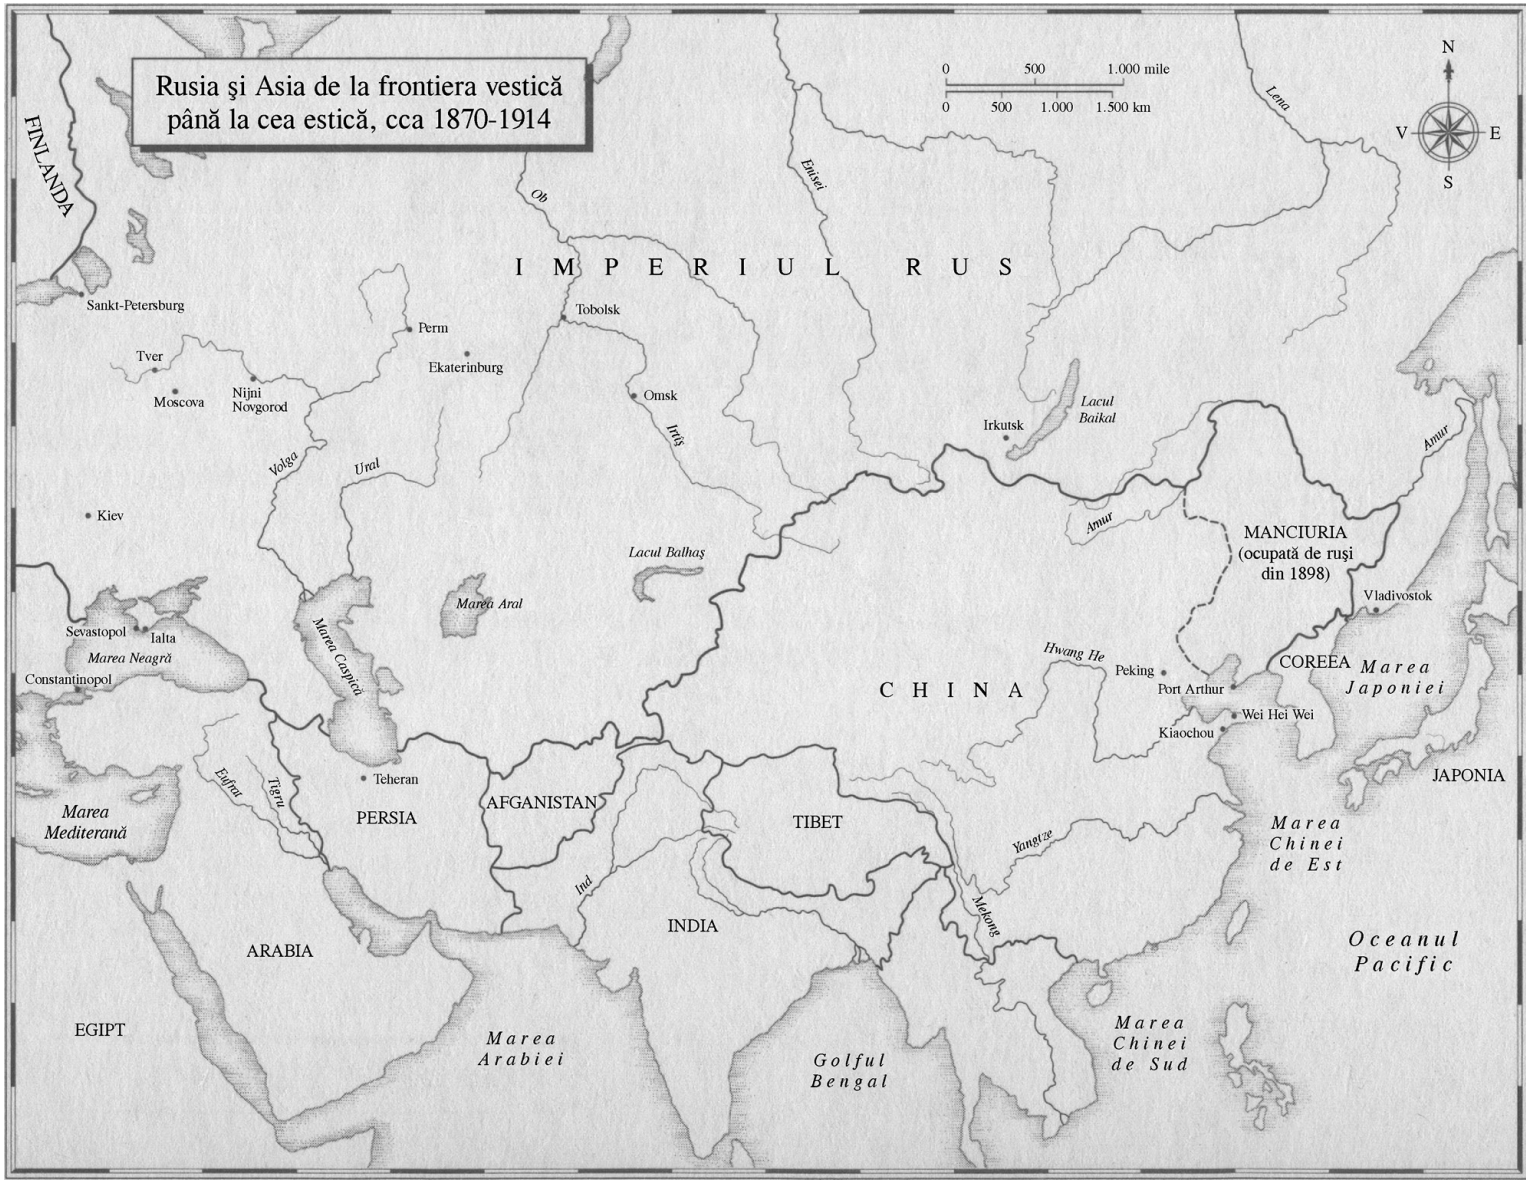 Rusia şi Asia de la frontiera vestică
până la cea estică, cca 1870-1914
0 500 1.000 mile
0 500 1.000 1.500 km
N
V E
S
FINLANDA
Lena
Enisei
Ob
IMPERIUL RUS
Sankt-Petersburg
Tobolsk
Perm
Tver
Ekaterinburg
Moscova
Nijni
Novgorod
Omsk
Irtîş
Irkutsk
Lacul
Baikal
Amur
Volga
Ural
Kiev
Amur
MANCIURIA
(ocupată de ruşi
din 1898)
Lacul Balhaş
Marea Aral
Vladivostok
Sevastopol
Ialta
Marea Neagră
Marea Caspică
Constantinopol
Hwang He
Peking
COREEA
Marea
Japoniei
CHINA
Port Arthur
Wei Hei Wei
Kiaochou
Teheran
Eufrat
Tigru
PERSIA
AFGANISTAN
TIBET
JAPONIA
Marea
Mediterană
Yangtze
Marea
Chinei
de Est
Ind
Mekong
INDIA
ARABIA
Oceanul
Pacific
EGIPT
Marea
Arabiei
Golful
Bengal
Marea
Chinei
de Sud